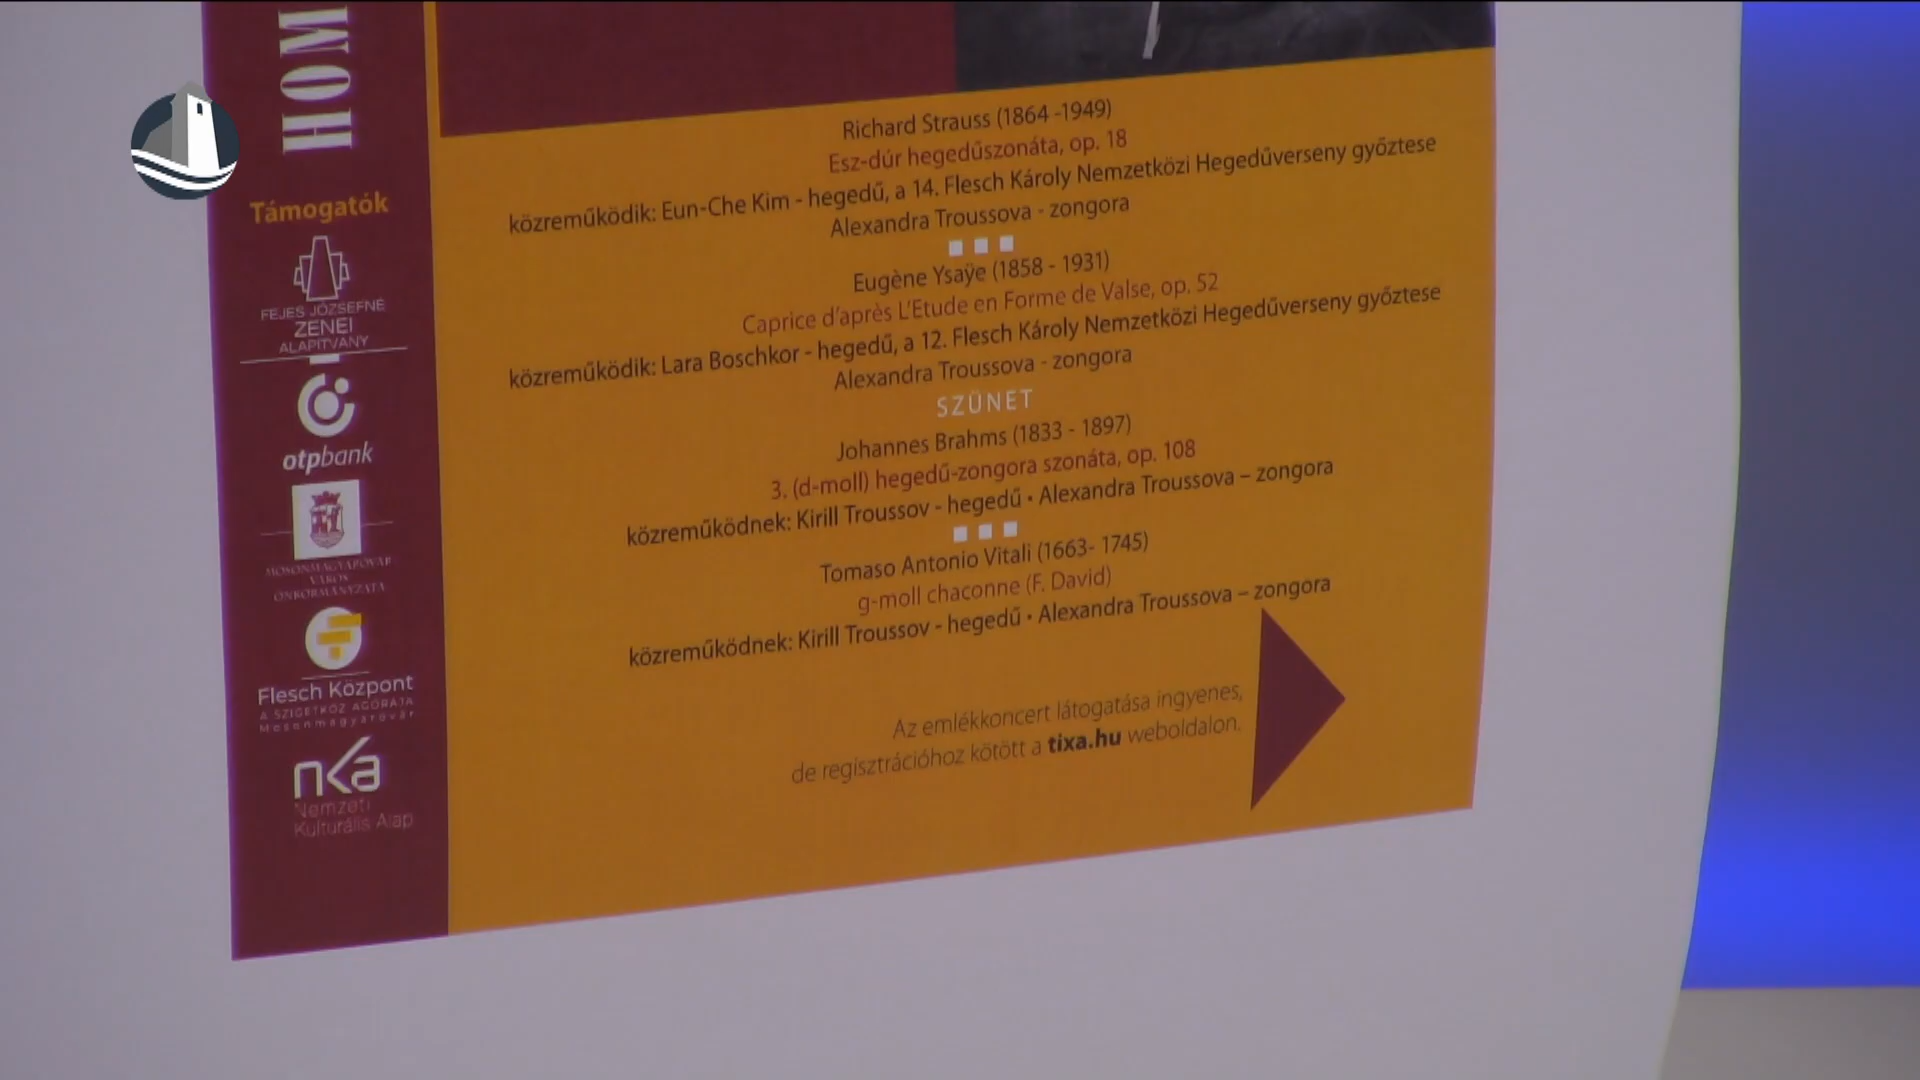 HOM
Támogatók
FEJES JÓZSEFNÉ
ZENEI
ALAPÍTVÁNY
otpbank
MOSONMAGYARÓVÁR
VÁROS
ÖNKORMÁNYZATA
Flesch Központ
A SZIGETKÖZ AGORÁJA
Mosonmagyaróvár
nka
Nemzeti
Kulturális Alap
Richard Strauss (1864 -1949)
Esz-dúr hegedűszonáta, op. 18
közreműködik: Eun-Che Kim - hegedű, a 14. Flesch Károly Nemzetközi Hegedűverseny győztese
Alexandra Troussova - zongora
Eugène Ysaÿe (1858 - 1931)
Caprice d'après L'Etude en Forme de Valse, op. 52
közreműködik: Lara Boschkor - hegedű, a 12. Flesch Károly Nemzetközi Hegedűverseny győztese
Alexandra Troussova - zongora
SZÜNET
Johannes Brahms (1833 - 1897)
3. (d-moll) hegedű-zongora szonáta, op. 108
közreműködnek: Kirill Troussov - hegedű • Alexandra Troussova – zongora
Tomaso Antonio Vitali (1663- 1745)
g-moll chaconne (F. David)
közreműködnek: Kirill Troussov - hegedű • Alexandra Troussova – zongora
Az emlékkoncert látogatása ingyenes,
de regisztrációhoz kötött a tixa.hu weboldalon.